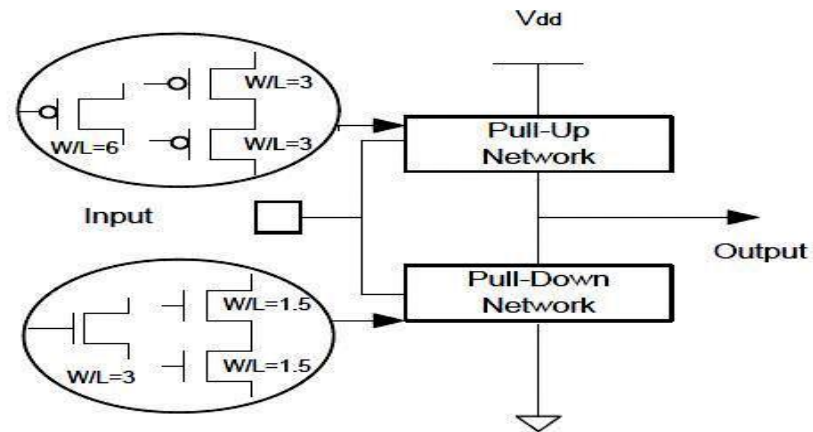 Vdd
W/L=3
W/L=6
W/L=3
Pull-Up
Network
Input
Output
Pull-Down
Network
W/L=1.5
W/L=3
W/L=1.5